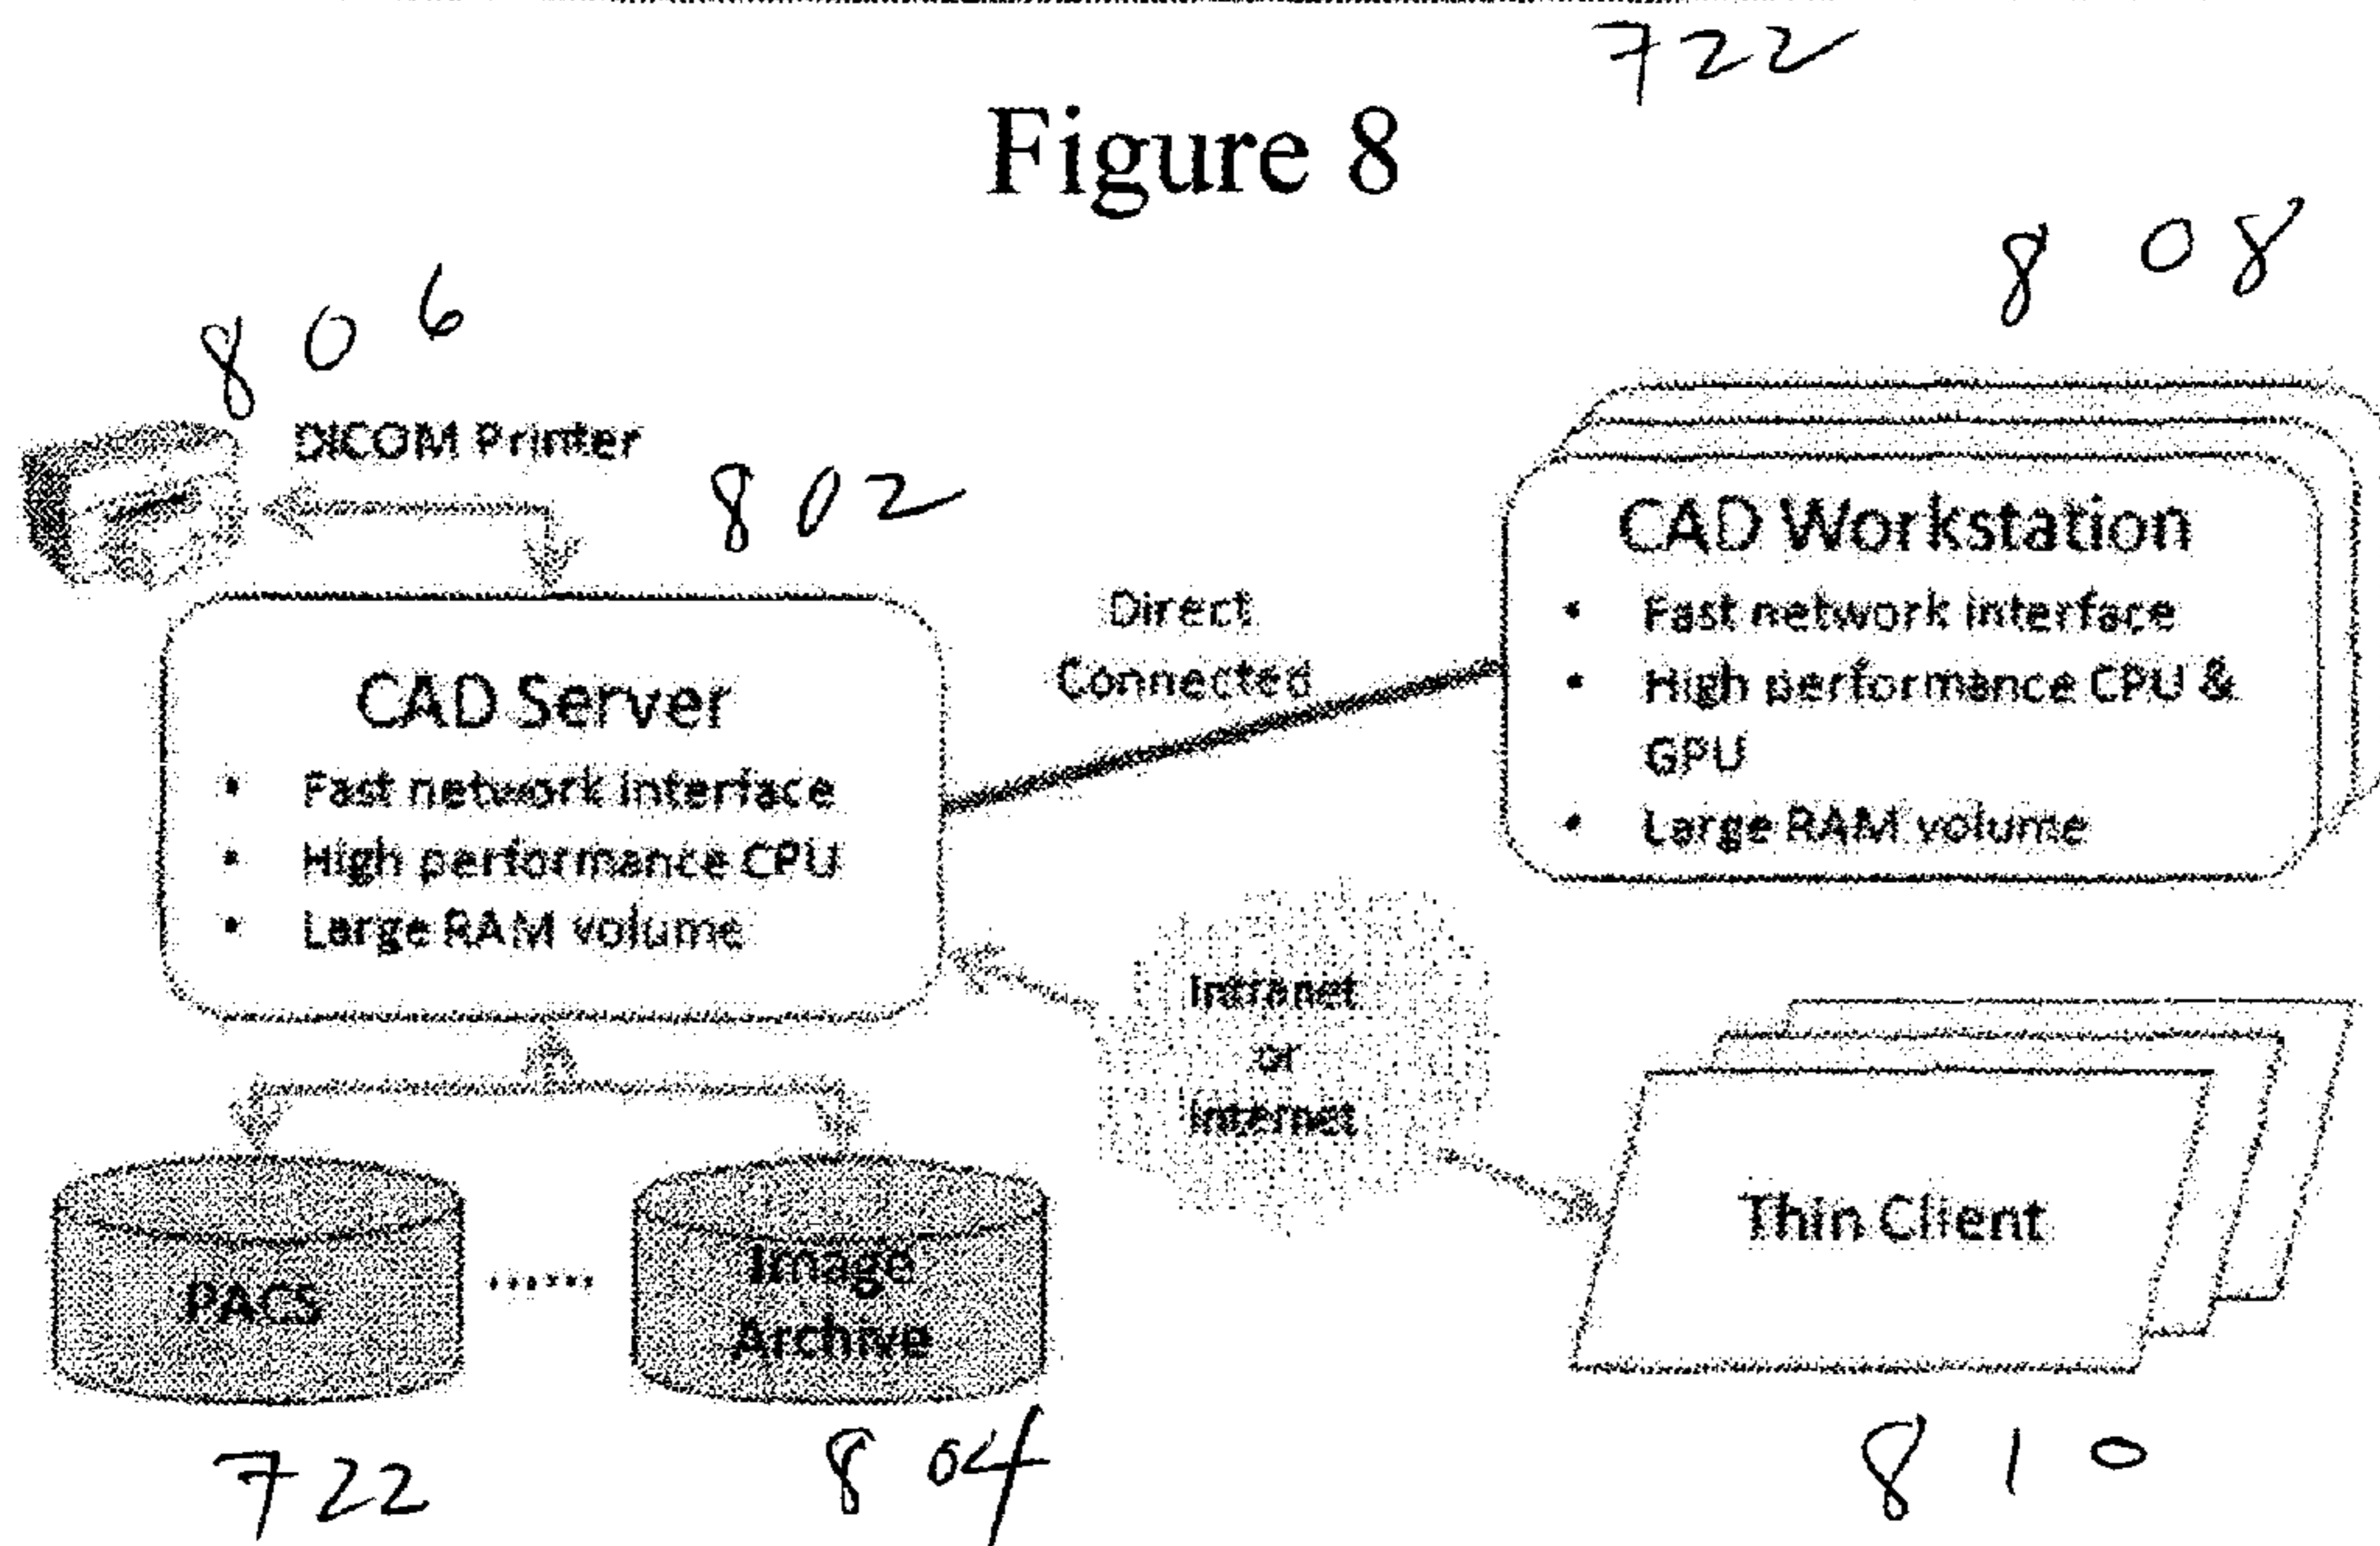 722
Figure 8
806
808
DICOM Printer
802
CAD Workstation
• Fast network interface
• High performance CPU &
GPU
• Large RAM volume
Direct
Connected
CAD Server
• Fast network interface
• High performance CPU
• Large RAM volume
Intranet
or
Internet
Thin Client
PACS
......
Image
Archive
722
804
810